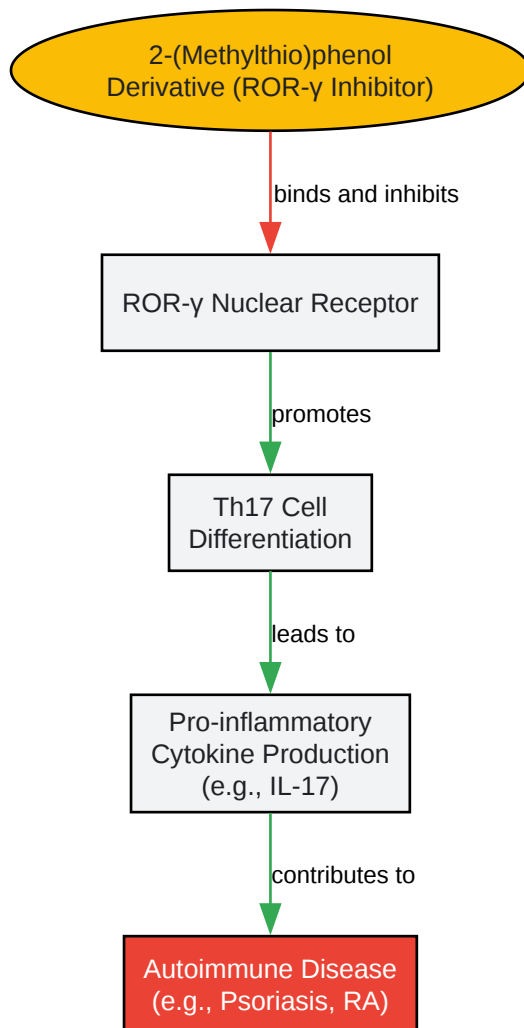 2-(Methylthio)phenol
Derivative (ROR-γ Inhibitor)
binds and inhibits
ROR-γ Nuclear Receptor
promotes
Th17 Cell
Differentiation
leads to
Pro-inflammatory
Cytokine Production
(e.g., IL-17)
contributes to
Autoimmune Disease
(e.g., Psoriasis, RA)